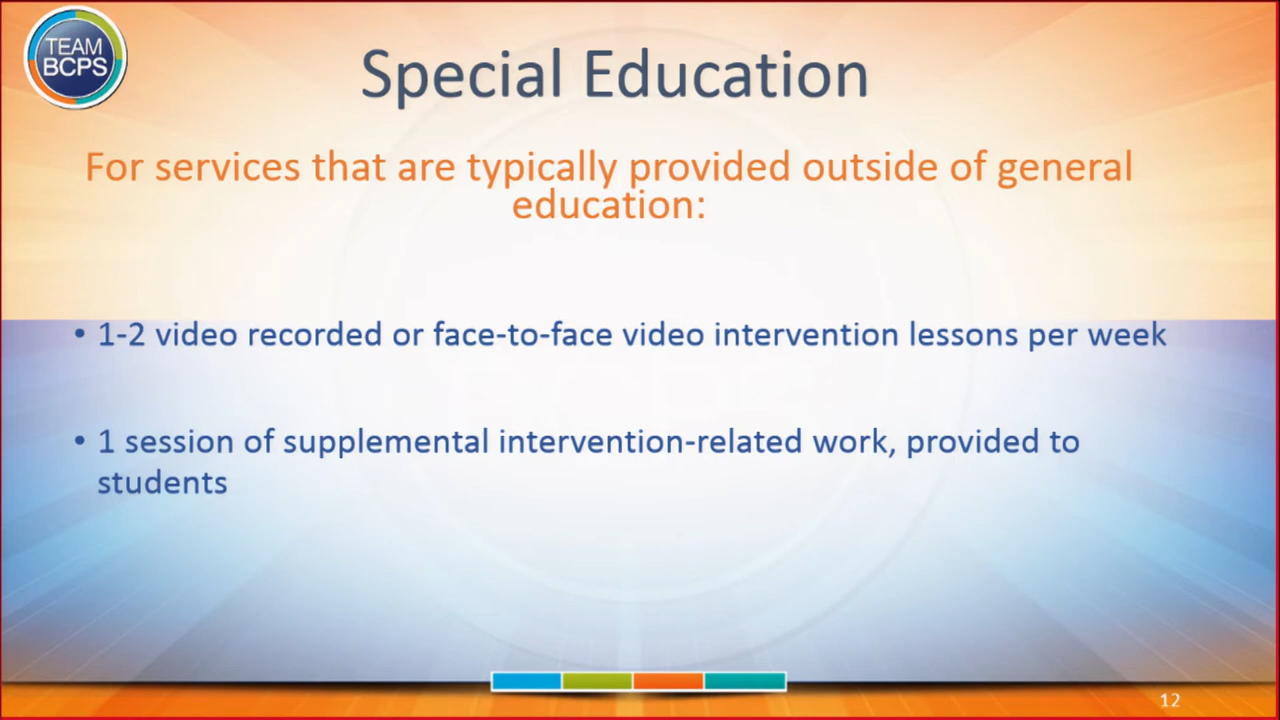 TEAM
BCPS
Special Education
For services that are typically provided outside of general
education:
• 1-2 video recorded or face-to-face video intervention lessons per week
• 1 session of supplemental intervention-related work, provided to
students
12